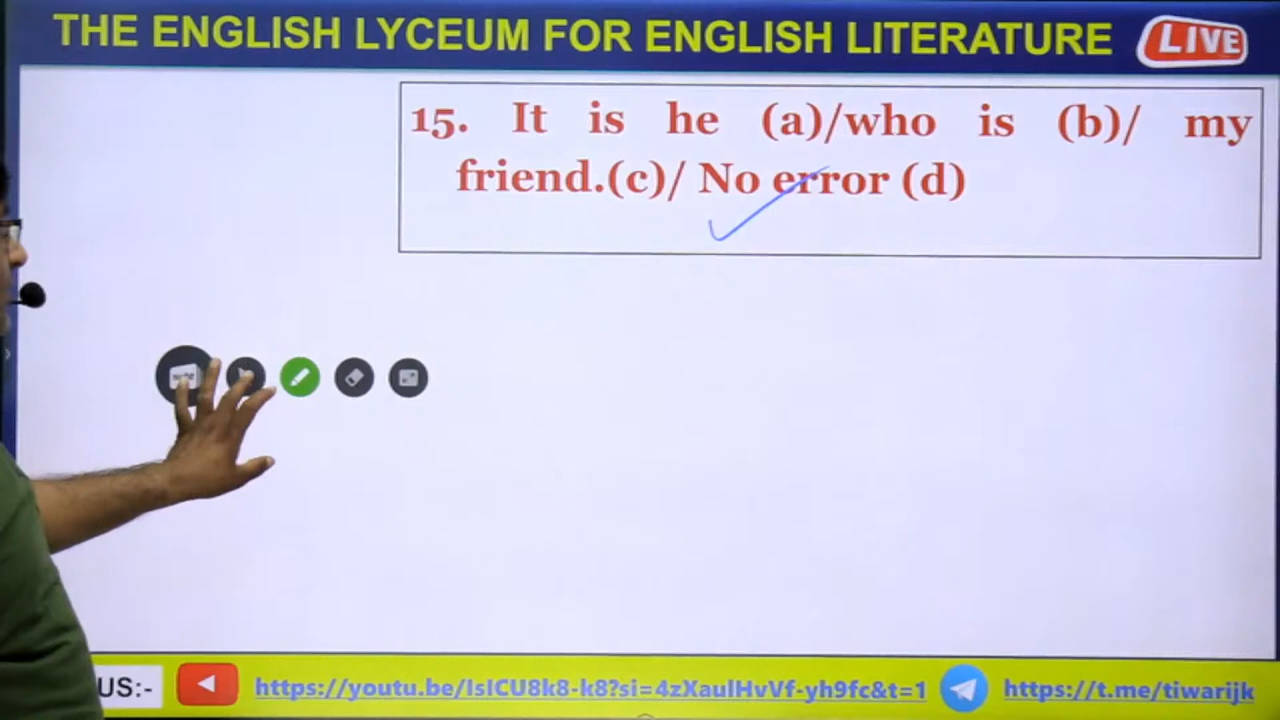 THE ENGLISH LYCEUM FOR ENGLISH LITERATURE LIVE
15. It is he (a)/who is (b)/ my
friend.(c)/ No error (d)
US:- https://youtu.be/IsICU8k8-k8?si=4zXaulHvVf-yh9fc&t=1 https://t.me/tiwarijk